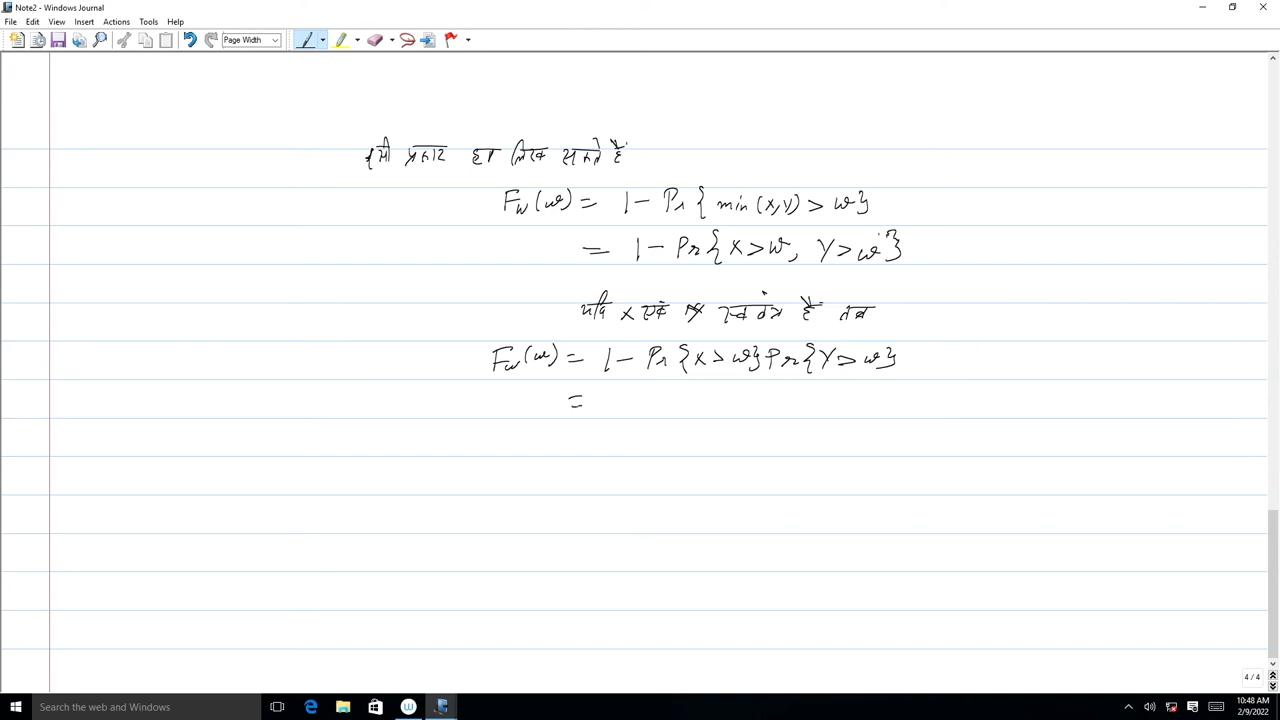 Note2 - Windows Journal
File Edit View Insert Actions Tools Help
Page Width
इसी प्रकार हम लिख सकते हैं
F_W(w) = 1 - Pr{ min (X,Y) > w}
= 1 - Pr{X > w, Y > w}
यदि X एवं Y स्वतंत्र हैं तब
F_W(w) = 1 - Pr{X > w} Pr{Y > w}
=
4 / 4
Search the web and Windows
10:48 AM
2/9/2022